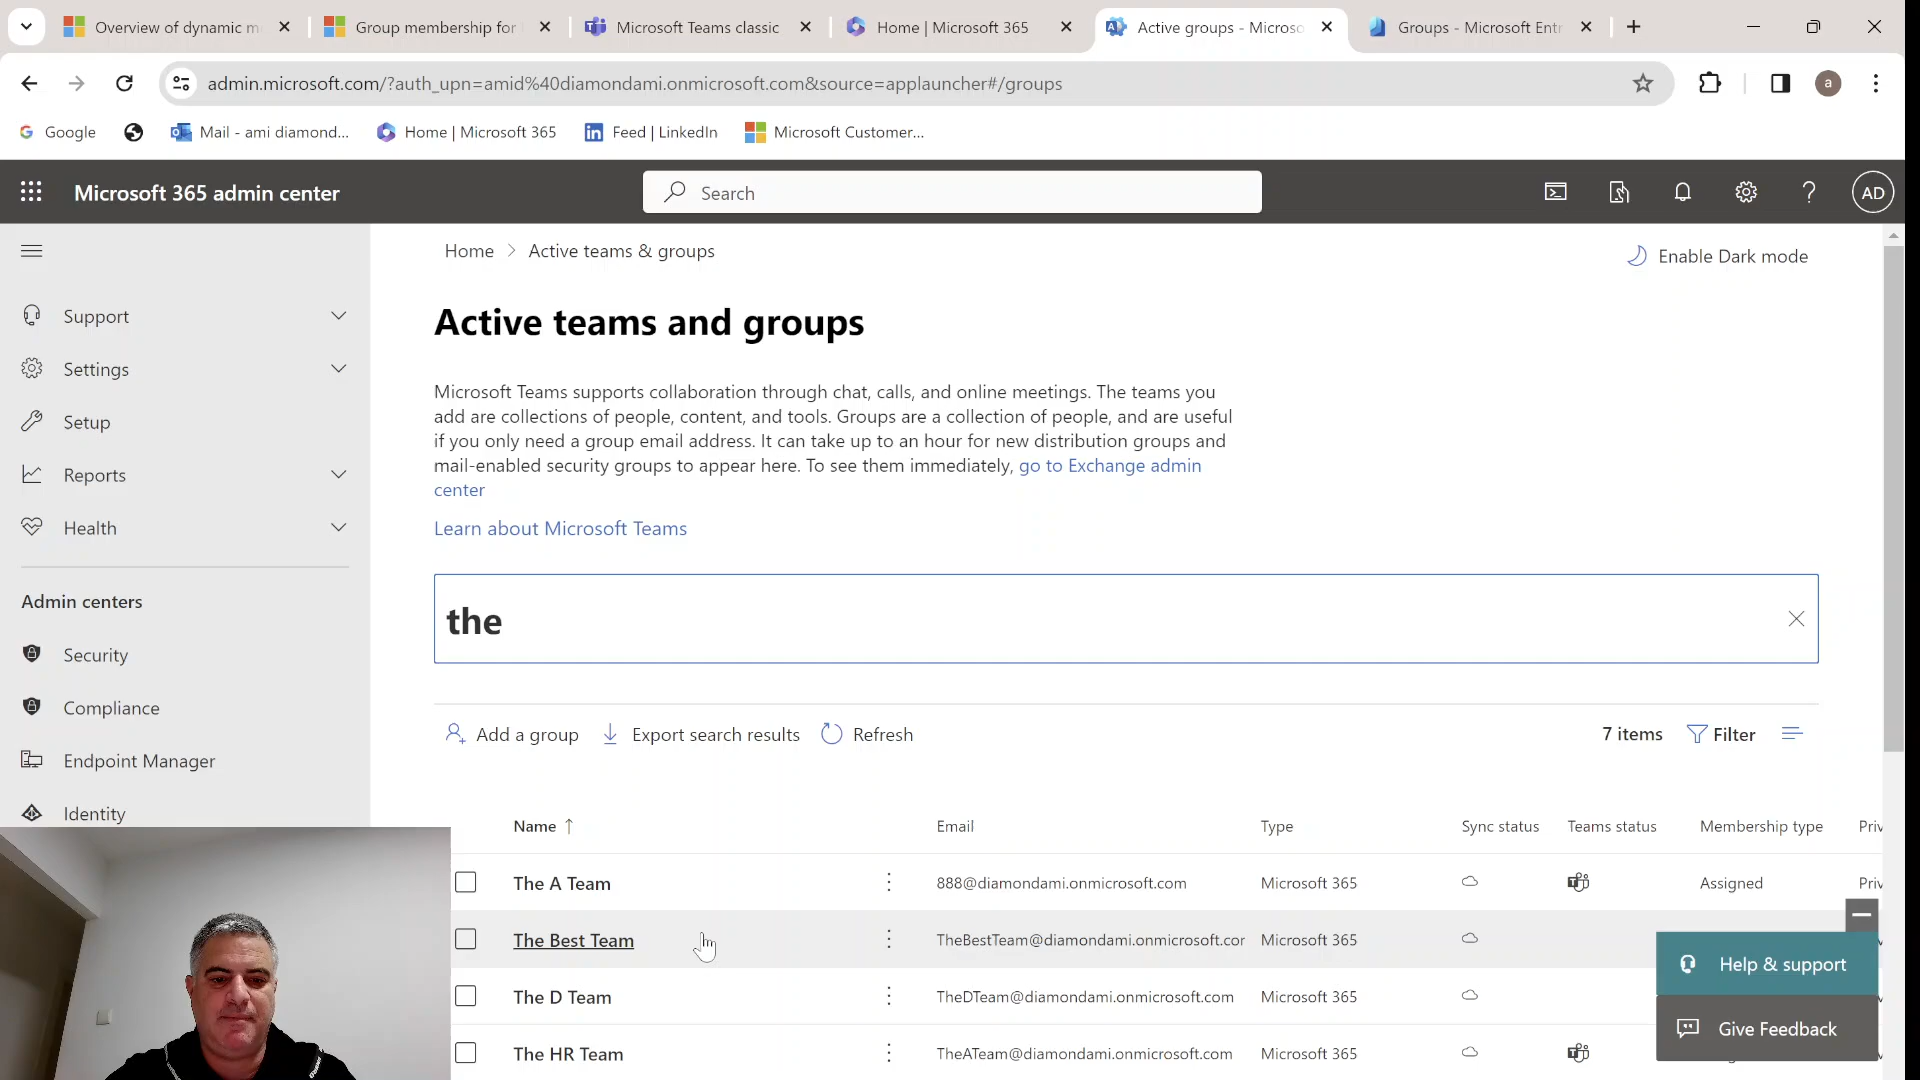 Overview of dynamic m
Group membership for
Microsoft Teams classic
Home | Microsoft 365
Active groups - Microso
Groups - Microsoft Entr
admin.microsoft.com/?auth_upn=amid%40diamondami.onmicrosoft.com&source=applauncher#/groups
a
Google
Mail - ami diamond...
Home | Microsoft 365
Feed | LinkedIn
Microsoft Customer...
Microsoft 365 admin center
Search
AD
Home > Active teams & groups
Enable Dark mode
Support
Settings
Setup
Reports
Health
Admin centers
Security
Compliance
Endpoint Manager
Identity
Active teams and groups
Microsoft Teams supports collaboration through chat, calls, and online meetings. The teams you
add are collections of people, content, and tools. Groups are a collection of people, and are useful
if you only need a group email address. It can take up to an hour for new distribution groups and
mail-enabled security groups to appear here. To see them immediately, go to Exchange admin
center
Learn about Microsoft Teams
the
Add a group Export search results Refresh 7 items Filter
Name ↑ Email Type Sync status Teams status Membership type Priv
The A Team 888@diamondami.onmicrosoft.com Microsoft 365 Assigned Priv
The Best Team TheBestTeam@diamondami.onmicrosoft.cor Microsoft 365
The D Team TheDTeam@diamondami.onmicrosoft.com Microsoft 365
The HR Team TheATeam@diamondami.onmicrosoft.com Microsoft 365
Help & support
Give Feedback